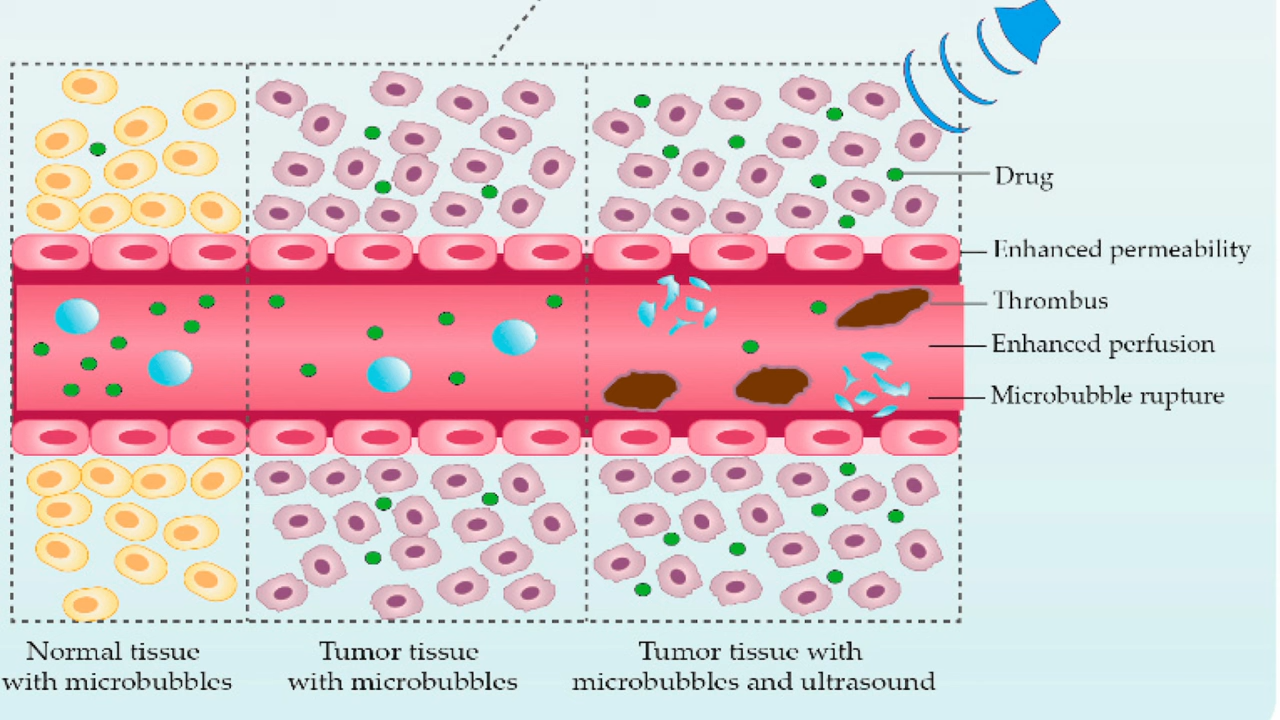 Drug
Enhanced permeability
Thrombus
Enhanced perfusion
Microbubble rupture
Normal tissue
with microbubbles
Tumor tissue
with microbubbles
Tumor tissue with
microbubbles and ultrasound